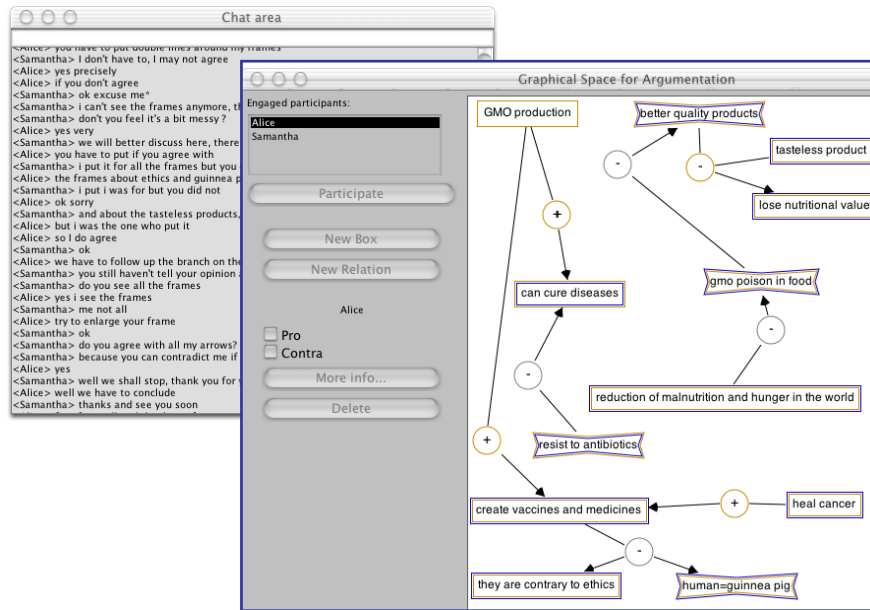 Chat area
<Alice> you have to put double lines around my frames
<Samantha> I don't have to, I may not agree
<Alice> yes precisely
<Alice> if you don't agree
<Samantha> ok excuse me*
<Samantha> i can't see the frames anymore,
<Samantha> don't you feel it's a bit messy ?
<Alice> yes very
<Samantha> we will better discuss here, there
<Alice> you have to put if you agree with
<Samantha> i put it for all the frames but you
<Alice> the frames about ethics and guinea
<Samantha> i put i was for but you did not
<Alice> ok sorry
<Samantha> and about the tasteless products,
<Alice> but i was the one who put it
<Alice> so I do agree
<Samantha> ok
<Alice> we have to follow up the branch on the
<Samantha> you still haven't tell your opinion
<Samantha> do you see all the frames
<Alice> yes i see the frames
<Samantha> me not all
<Alice> try to enlarge your frame
<Samantha> ok
<Samantha> do you agree with all my arrows?
<Samantha> because you can contradict me if
<Alice> yes
<Samantha> well we shall stop, thank you for
<Alice> well we have to conclude
<Samantha> thanks and see you soon
Graphical Space for Argumentation
Engaged participants:
Alice
Samantha
Participate
New Box
New Relation
Alice
Pro
Contra
More info...
Delete
GMO production
better quality products
-
-
tasteless product
lose nutritional value
+
can cure diseases
gmo poison in food
-
-
reduction of malnutrition and hunger in the world
resist to antibiotics
+
create vaccines and medicines
+
heal cancer
-
they are contrary to ethics
human=guinnea pig